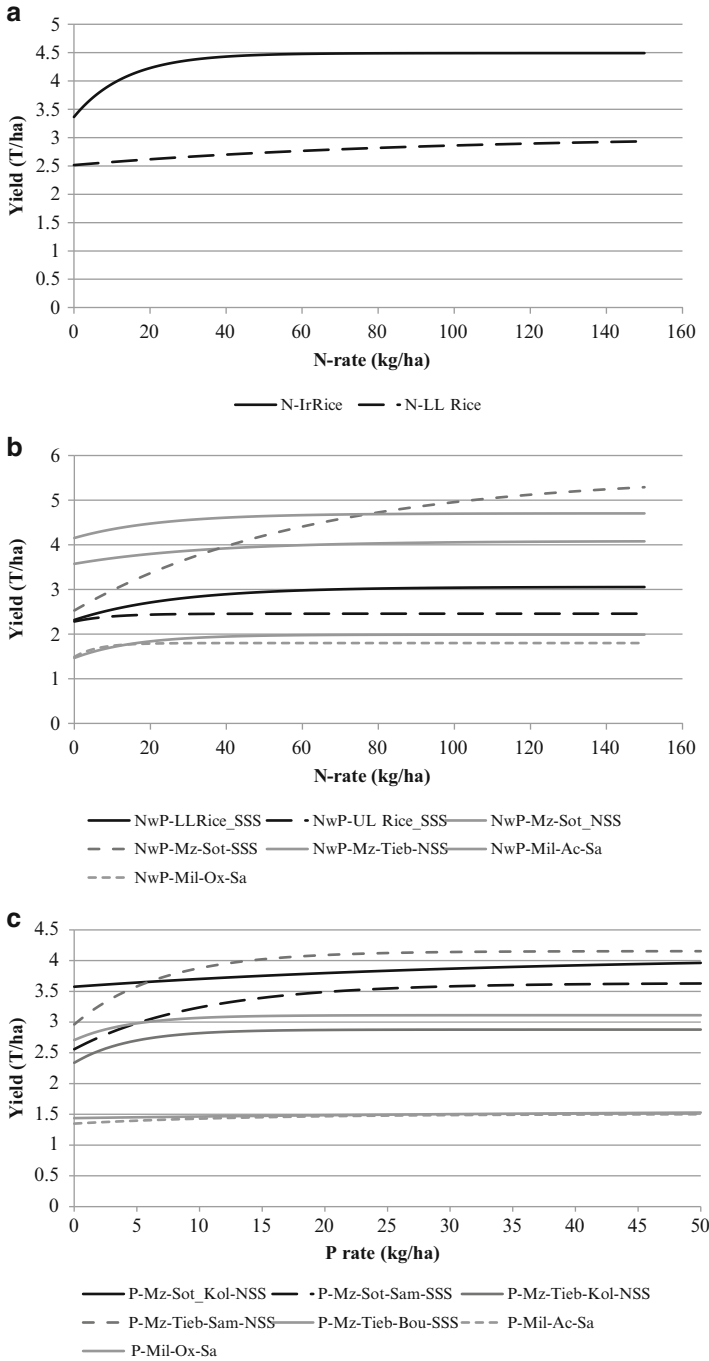 a
5
4.5
4
3.5
3
2.5
2
1.5
1
0.5
0
Yield (T/ha)
0 20 40 60 80 100 120 140 160
N-rate (kg/ha)
N-IrRice N-LL Rice
b
6
5
4
3
2
1
0
Yield (T/ha)
0 20 40 60 80 100 120 140 160
N-rate (kg/ha)
NwP-LLRice_SSS NwP-UL Rice_SSS NwP-Mz-Sot_NSS
NwP-Mz-Sot-SSS NwP-Mz-Tieb-NSS NwP-Mil-Ac-Sa
NwP-Mil-Ox-Sa
c
4.5
4
3.5
3
2.5
2
1.5
1
0.5
0
Yield (T/ha)
0 5 10 15 20 25 30 35 40 45 50
P rate (kg/ha)
P-Mz-Sot_Kol-NSS P-Mz-Sot-Sam-SSS P-Mz-Tieb-Kol-NSS
P-Mz-Tieb-Sam-NSS P-Mz-Tieb-Bou-SSS P-Mil-Ac-Sa
P-Mil-Ox-Sa